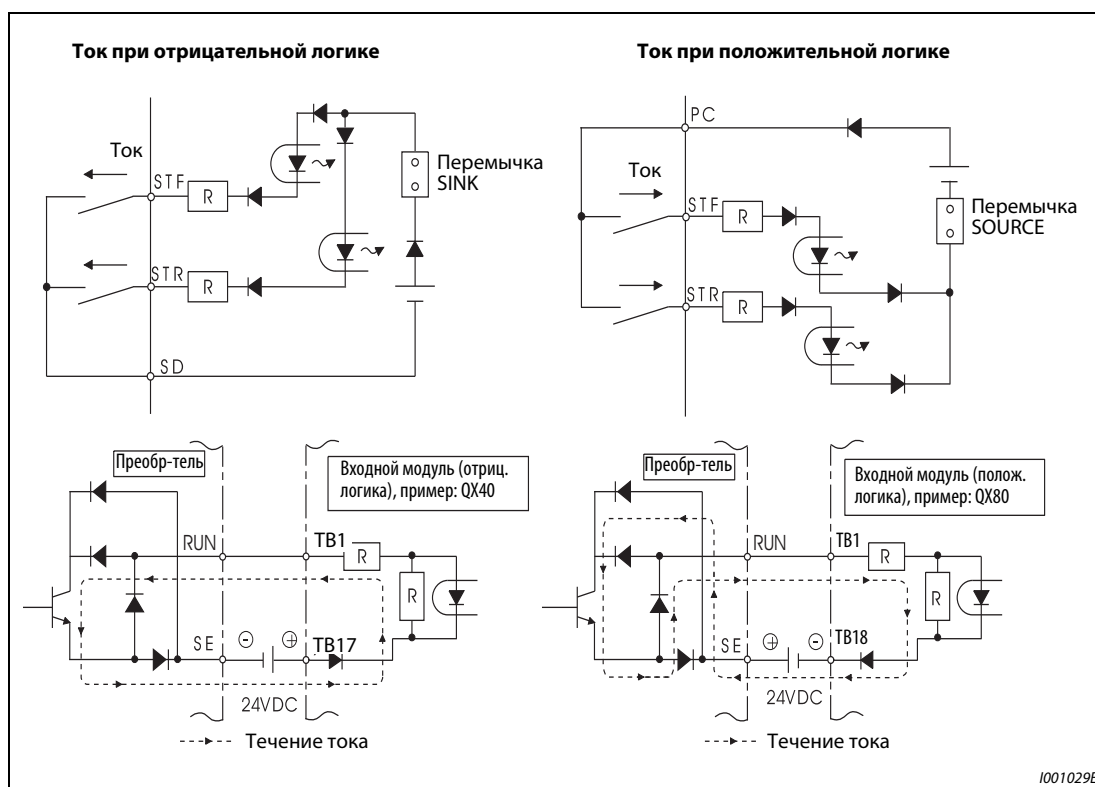 Ток при отрицательной логике
Ток
STF
R
STR
R
SD
Перемычка
SINK
Ток при положительной логике
PC
Ток
STF
R
STR
R
Перемычка
SOURCE
Преобр-тель
Входной модуль (отриц.
логика), пример: QX40
RUN
TB1
R
R
SE
TB17
24VDC
Течение тока
Преобр-тель
Входной модуль (полож.
логика), пример: QX80
RUN
TB1
R
R
SE
TB18
24VDC
Течение тока
I001029E